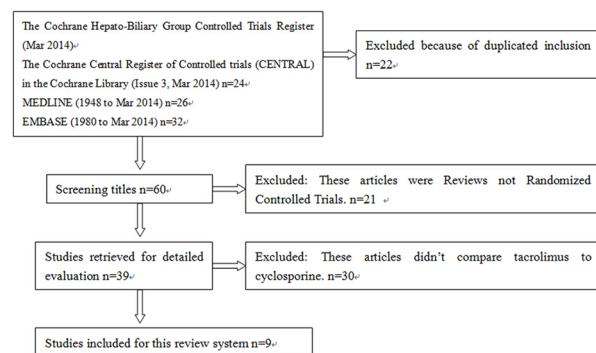 The Cochrane Hepato-Biliary Group Controlled Trials Register
(Mar 2014)
The Cochrane Central Register of Controlled trials (CENTRAL)
in the Cochrane Library (Issue 3, Mar 2014) n=24
MEDLINE (1948 to Mar 2014) n=26
EMBASE (1980 to Mar 2014) n=32
Excluded because of duplicated inclusion
n=22
Screening titles n=60
Excluded: These articles were Reviews not Randomized
Controlled Trials. n=21
Studies retrieved for detailed
evaluation n=39
Excluded: These articles didn't compare tacrolimus to
cyclosporine. n=30
Studies included for this review system n=9